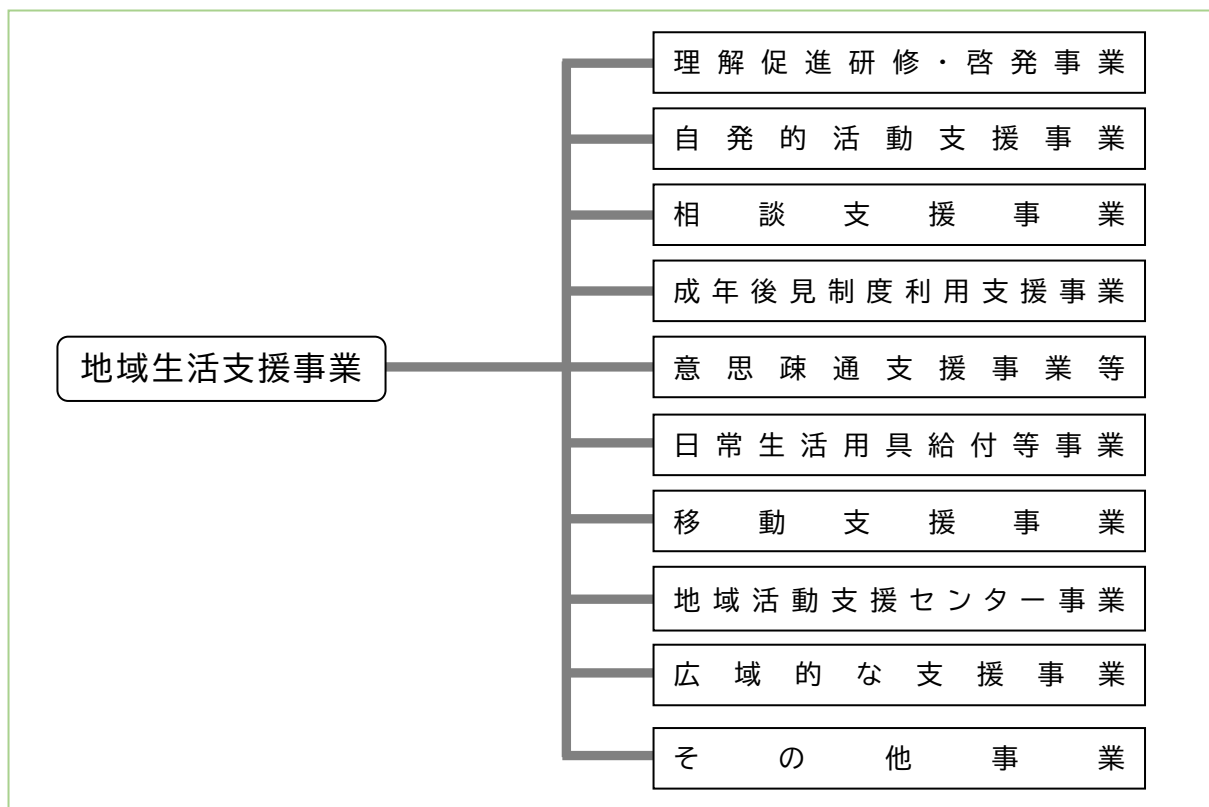 理解促進研修・啓発事業
自発的活動支援事業
相談支援事業
成年後見制度利用支援事業
地域生活支援事業
意思疎通支援事業等
日常生活用具給付等事業
移動支援事業
地域活動支援センター事業
広域的な支援事業
その他事業